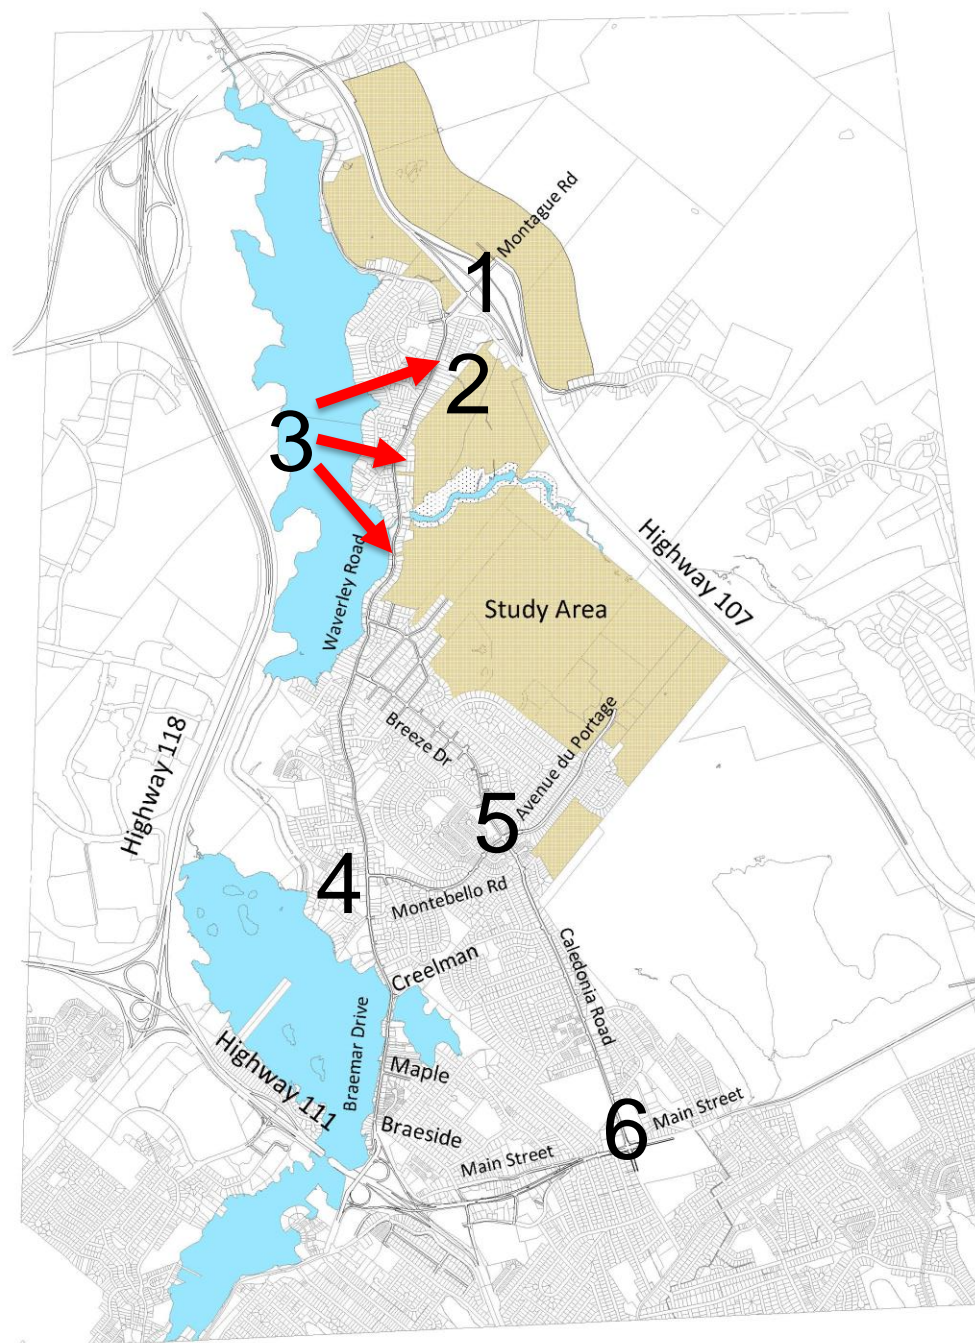 Montague Rd
1
2
3
Waverley Road
Highway 107
Study Area
Breeze Dr
Avenue du Portage
Highway 118
5
4
Montebello Rd
Creelman
Caledonia Road
Braemar Drive
Highway 111
Maple
Braeside
6
Main Street
Main Street